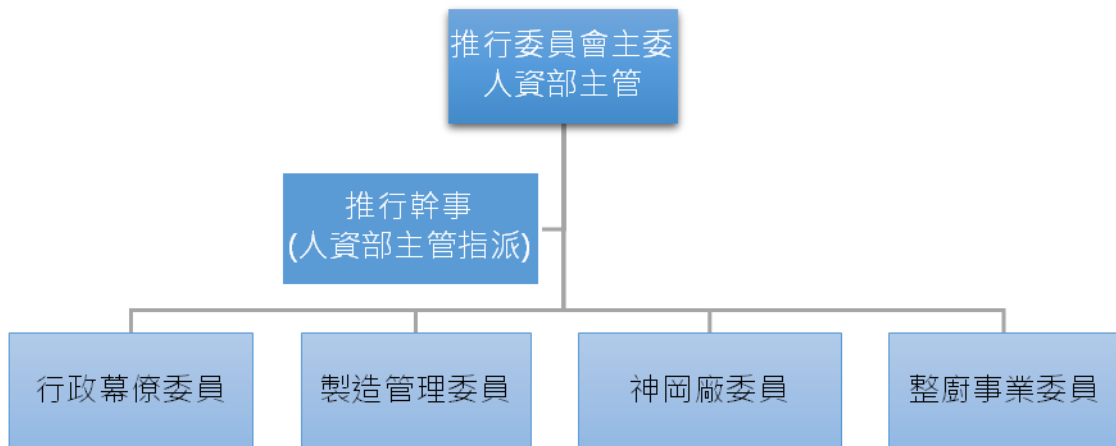 推行委員會主委
人資部主管
推行幹事
(人資部主管指派)
行政幕僚委員
製造管理委員
神岡廠委員
整廚事業委員